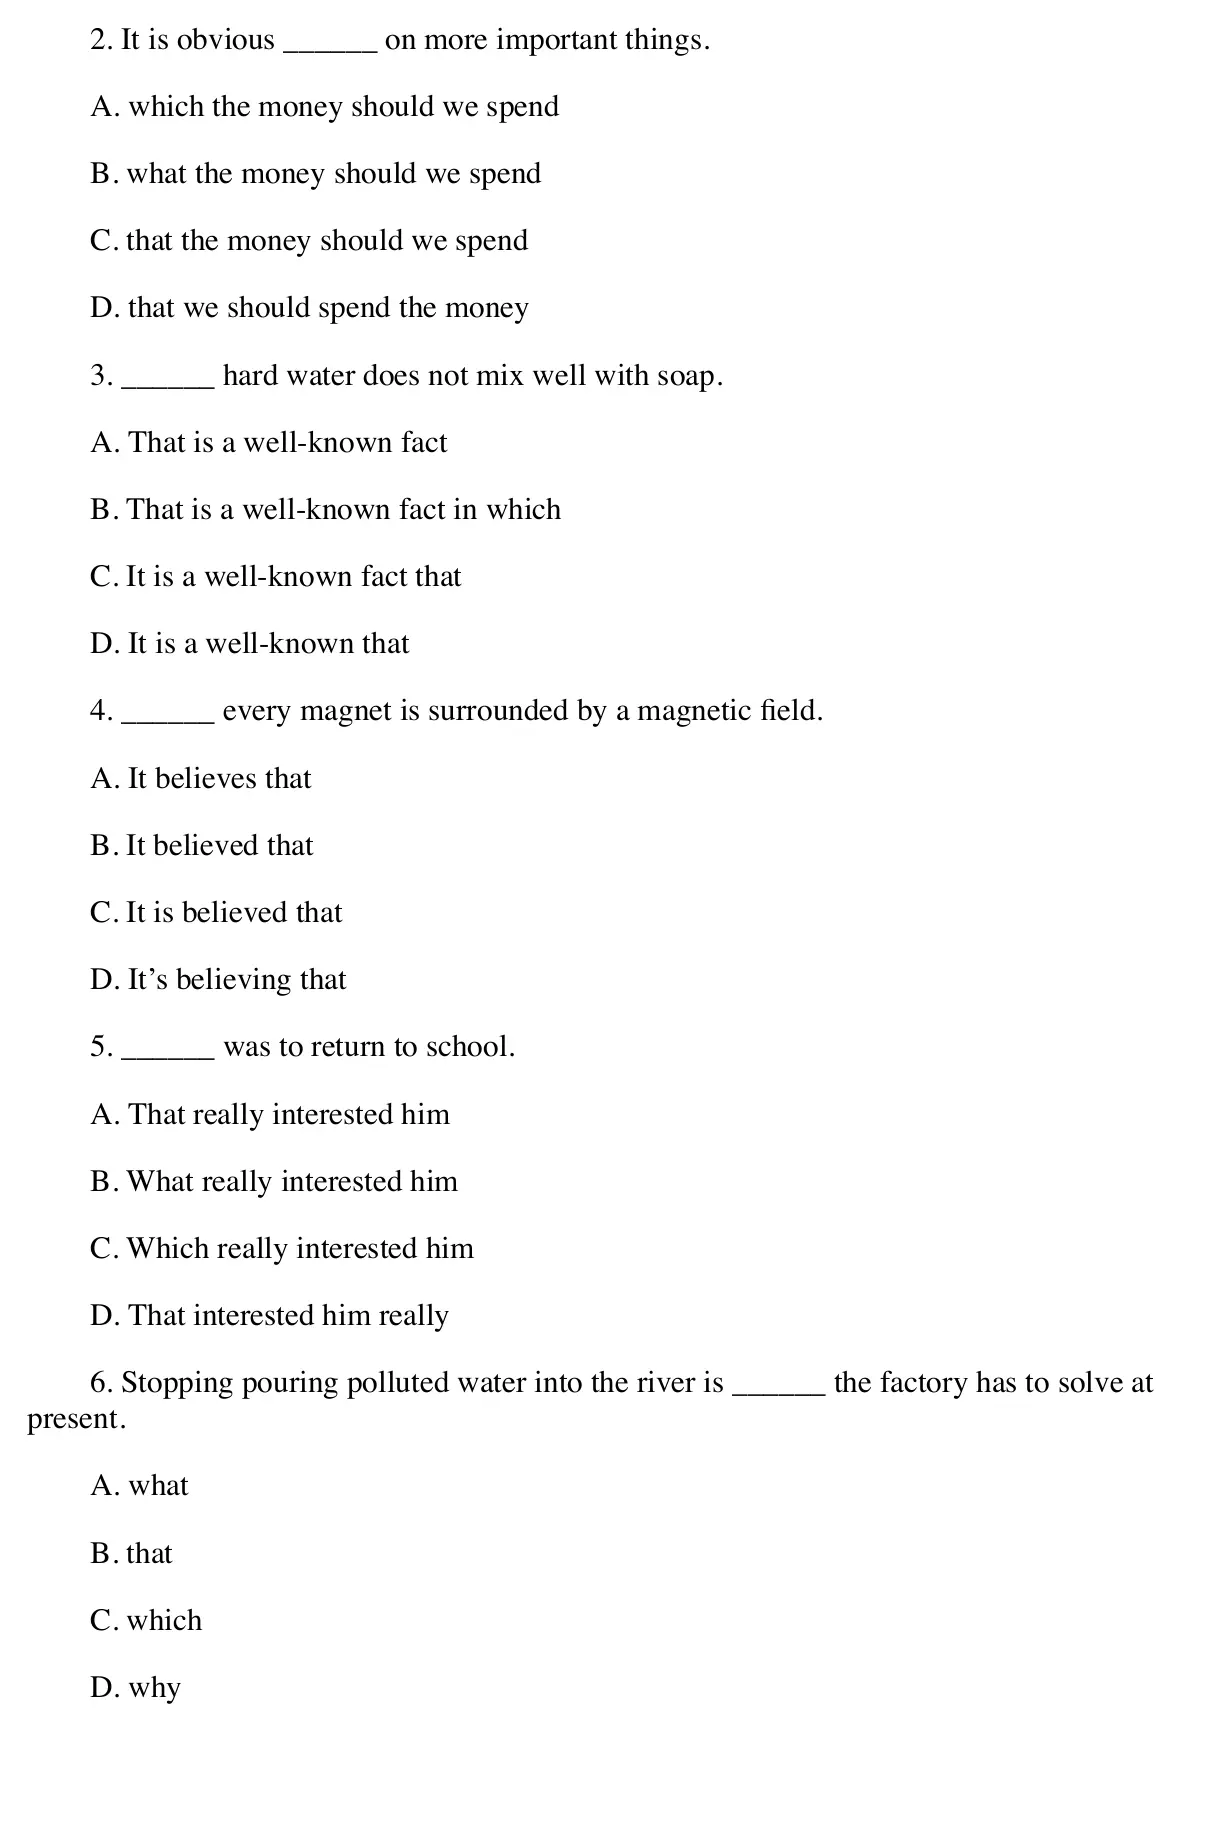 2. It is obvious ______ on more important things.
A. which the money should we spend
B. what the money should we spend
C. that the money should we spend
D. that we should spend the money
3. ______ hard water does not mix well with soap.
A. That is a well-known fact
B. That is a well-known fact in which
C. It is a well-known fact that
D. It is a well-known that
4. ______ every magnet is surrounded by a magnetic field.
A. It believes that
B. It believed that
C. It is believed that
D. It’s believing that
5. ______ was to return to school.
A. That really interested him
B. What really interested him
C. Which really interested him
D. That interested him really
6. Stopping pouring polluted water into the river is ______ the factory has to solve at
present.
A. what
B. that
C. which
D. why